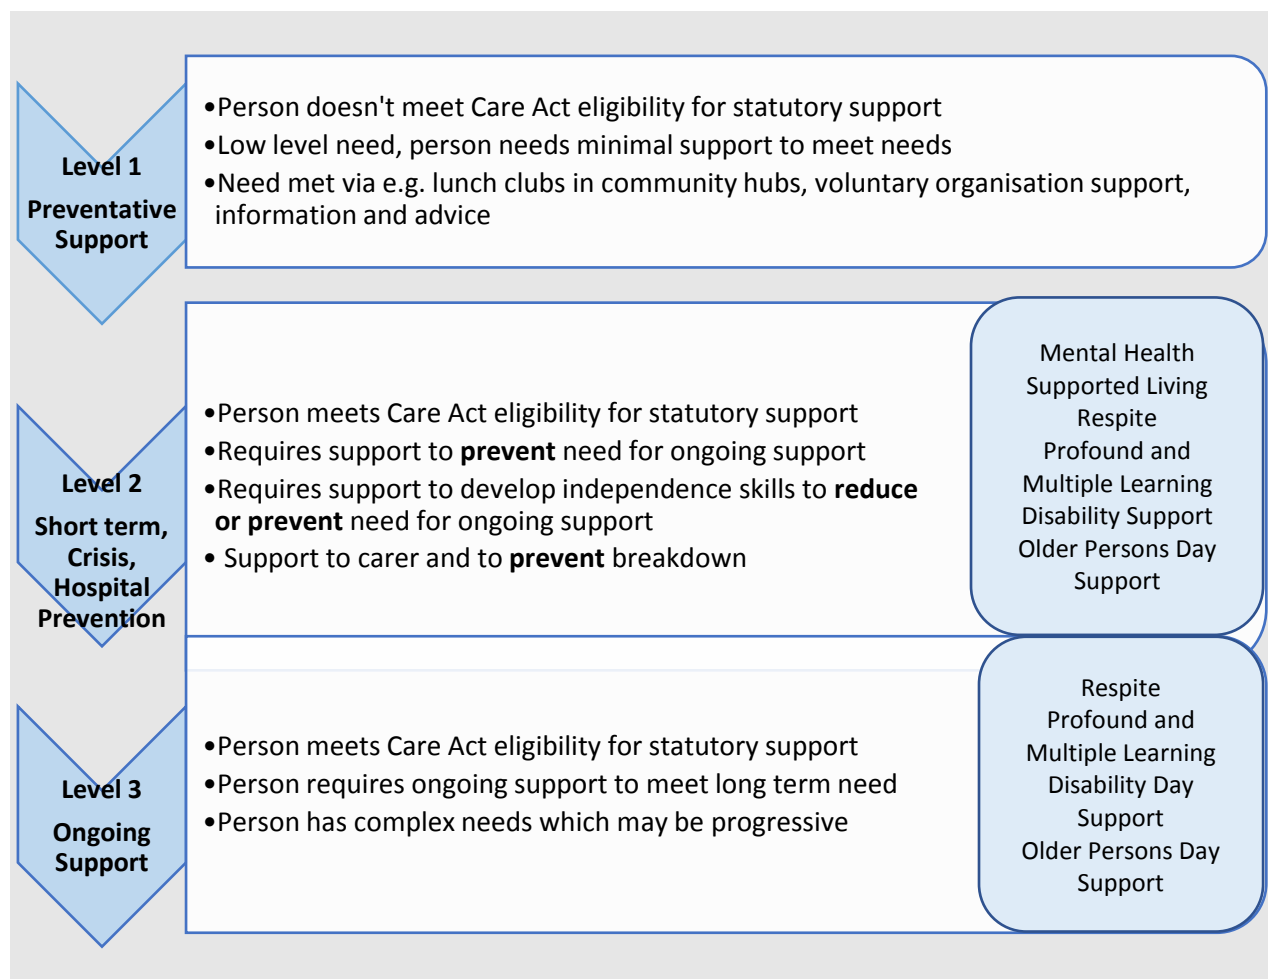 Level 1
Preventative
Support
•Person doesn't meet Care Act eligibility for statutory support
•Low level need, person needs minimal support to meet needs
•Need met via e.g. lunch clubs in community hubs, voluntary organisation support,
information and advice
Level 2
Short term,
Crisis,
Hospital
Prevention
•Person meets Care Act eligibility for statutory support
•Requires support to prevent need for ongoing support
•Requires support to develop independence skills to reduce
or prevent need for ongoing support
• Support to carer and to prevent breakdown
Mental Health
Supported Living
Respite
Profound and
Multiple Learning
Disability Support
Older Persons Day
Support
Level 3
Ongoing
Support
•Person meets Care Act eligibility for statutory support
•Person requires ongoing support to meet long term need
•Person has complex needs which may be progressive
Respite
Profound and
Multiple Learning
Disability Day
Support
Older Persons Day
Support